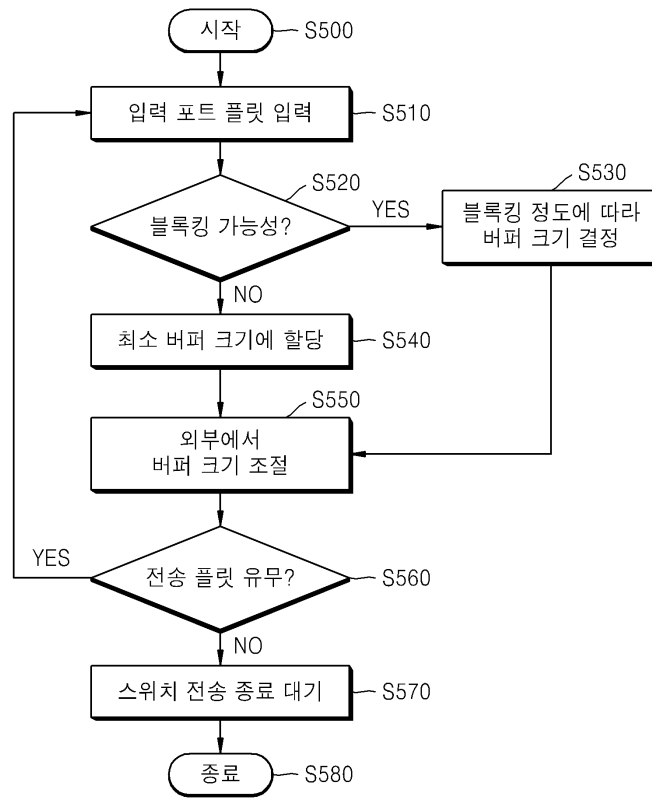 시작
S500
입력 포트 플릿 입력
S510
S520
블록킹 가능성?
YES
S530
블록킹 정도에 따라
버퍼 크기 결정
NO
최소 버퍼 크기에 할당
S540
S550
외부에서
버퍼 크기 조절
YES
전송 플릿 유무?
S560
NO
스위치 전송 종료 대기
S570
종료
S580